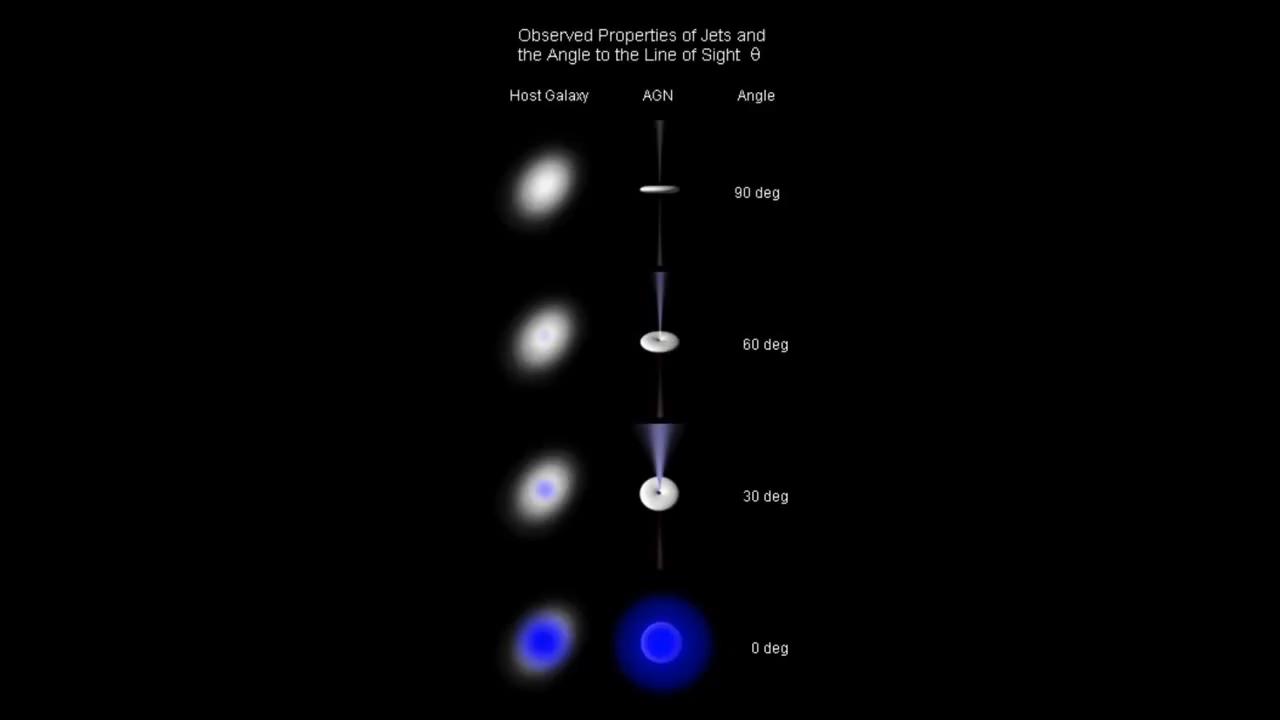 Observed Properties of Jets and
the Angle to the Line of Sight θ
Host Galaxy AGN Angle
90 deg
60 deg
30 deg
0 deg